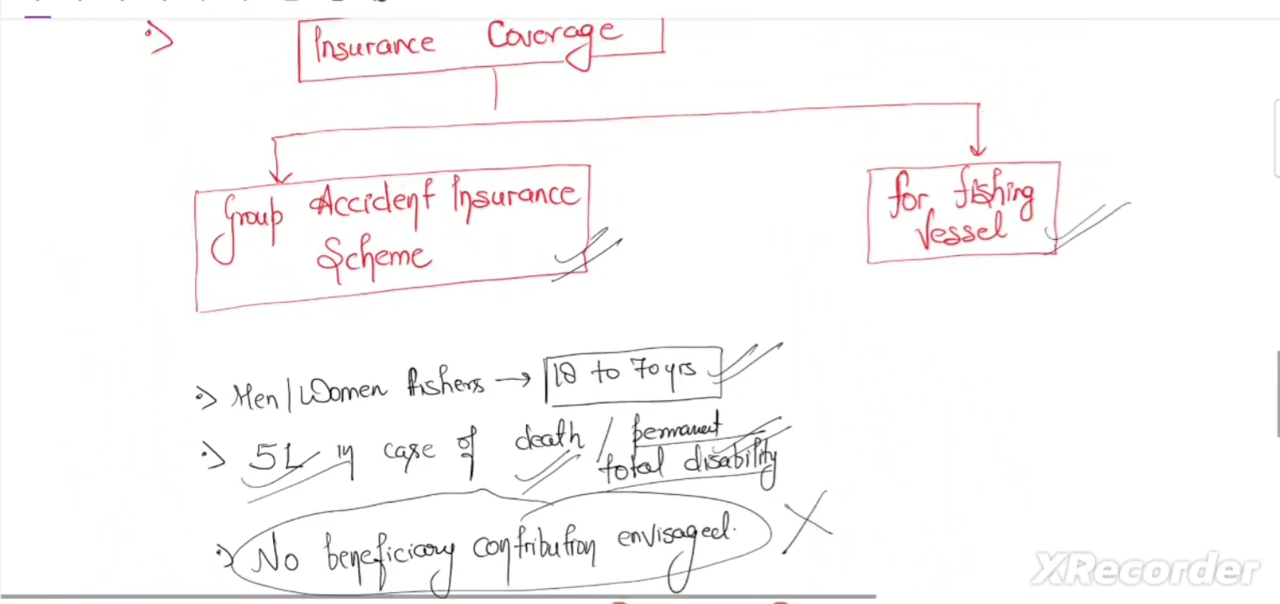 Insurance Coverage
Group Accident Insurance
Scheme
for fishing
Vessel
Men/Women fishers → 18 to 70yrs
5L in case of death / permanent
total disability
No beneficiary contribution envisaged.
XRecorder